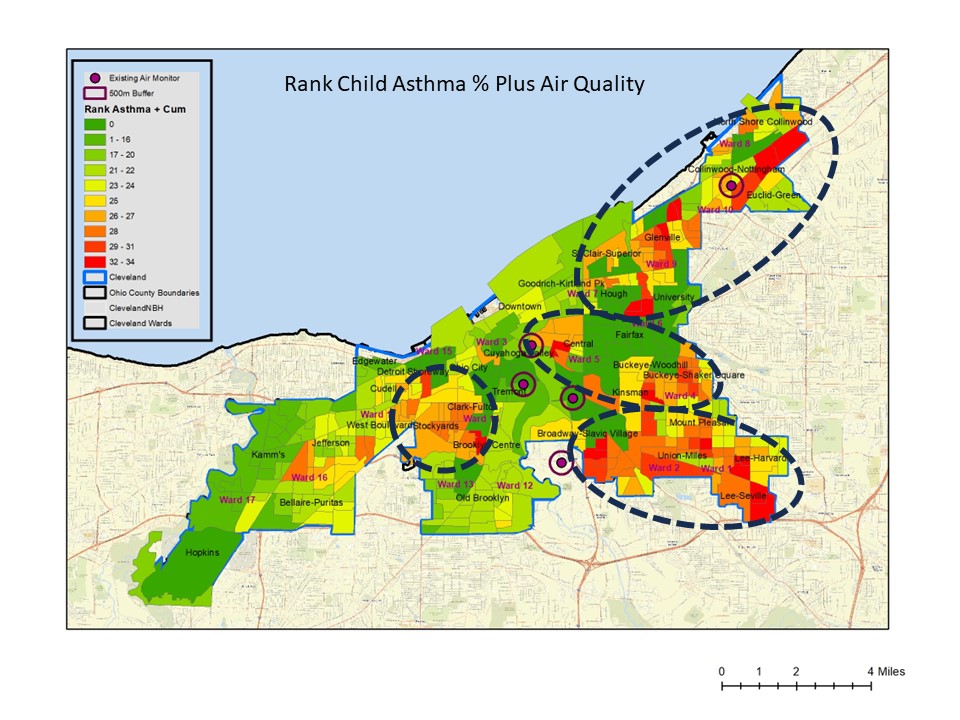 Rank Child Asthma % Plus Air Quality
Existing Air Monitor
500m Buffer
Rank Asthma + Cum
0
1 - 16
17 - 20
21 - 22
23 - 24
25
26 - 27
28
29 - 31
32 - 34
Cleveland
Ohio County Boundaries
ClevelandNBH
Cleveland Wards
North Shore Collinwood
Ward 8
Collinwood-Nottingham
Euclid-Green
Ward 10
Glenville
St.Clair-Superior
Ward 9
Goodrich-Kirtland Pk
Ward 7 Hough
University
Downtown
Fairfax
Ward 3
Central
Cuyahoga Valley
Ward 15
Ward 5
Edgewater
Buckeye-Woodhill
Detroit Shoreway
Ohio City
Buckeye-Shaker Square
Cudell
Tremont
Kinsman
Ward 4
Clark-Fulton
Ward
West Boulevard
Stockyards
Ward
Mount Pleasant
Broadway-Slavic Village
Jefferson
Brooklyn Centre
Kamm's
Union-Miles
Lee-Harvard
Ward 2
Ward 1
Ward 16
Ward 13
Ward 12
Ward 17
Bellaire-Puritas
Old Brooklyn
Lee-Seville
Hopkins
0 1 2 4 Miles